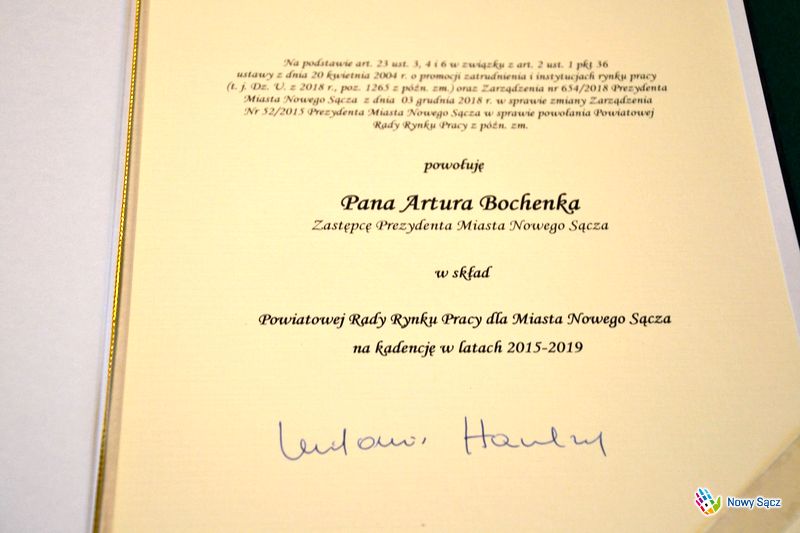 Na podstawie art. 23 ust. 3, 4 i 6 w związku z art. 2 ust. 1 pkt 36
ustawy z dnia 20 kwietnia 2004 r. o promocji zatrudnienia i instytucjach rynku pracy
(t. j. Dz. U. z 2018 r., poz. 1265 z późn. zm.) oraz Zarządzenia nr 654/2018 Prezydenta
Miasta Nowego Sącza z dnia 03 grudnia 2018 r. w sprawie zmiany Zarządzenia
Nr 52/2015 Prezydenta Miasta Nowego Sącza w sprawie powołania Powiatowej
Rady Rynku Pracy z późn. zm.
powołuję
Pana Artura Bochenka
Zastępcę Prezydenta Miasta Nowego Sącza
w skład
Powiatowej Rady Rynku Pracy dla Miasta Nowego Sącza
na kadencję w latach 2015-2019
Nowy Sącz